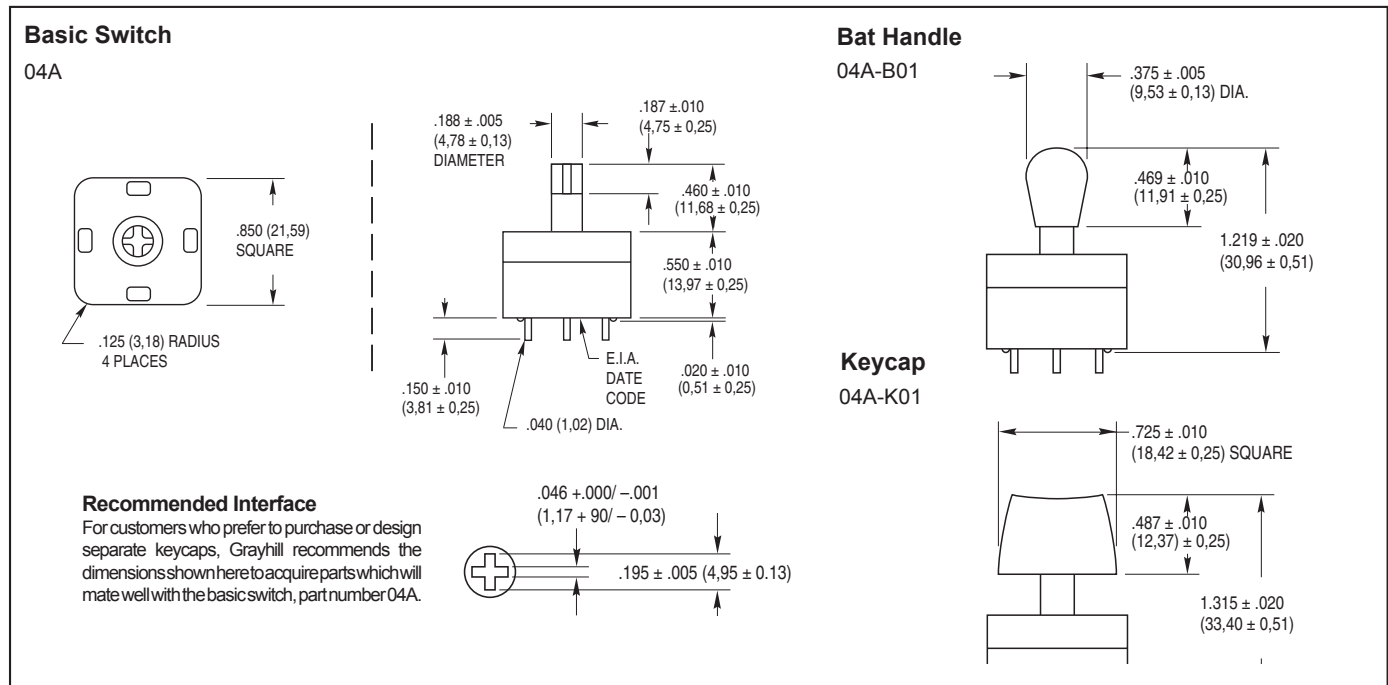 Basic Switch
04A
.850 (21,59)
SQUARE
.125 (3,18) RADIUS
4 PLACES
.188 ± .005
(4,78 ± 0,13)
DIAMETER
.187 ±.010
(4,75 ± 0,25)
.460 ± .010
(11,68 ± 0,25)
.550 ± .010
(13,97 ± 0,25)
.150 ± .010
(3,81 ± 0,25)
.040 (1,02) DIA.
E.I.A.
DATE
CODE
.020 ± .010
(0,51 ± 0,25)
Recommended Interface
For customers who prefer to purchase or design
separate keycaps, Grayhill recommends the
dimensions shown here to acquire parts which will
mate well with the basic switch, part number 04A.
.046 +.000/ –.001
(1,17 + 90/ – 0,03)
.195 ± .005 (4,95 ± 0.13)
Bat Handle
04A-B01
.375 ± .005
(9,53 ± 0,13) DIA.
.469 ± .010
(11,91 ± 0,25)
1.219 ± .020
(30,96 ± 0,51)
Keycap
04A-K01
.725 ± .010
(18,42 ± 0,25) SQUARE
.487 ± .010
(12,37) ± 0,25)
1.315 ± .020
(33,40 ± 0,51)